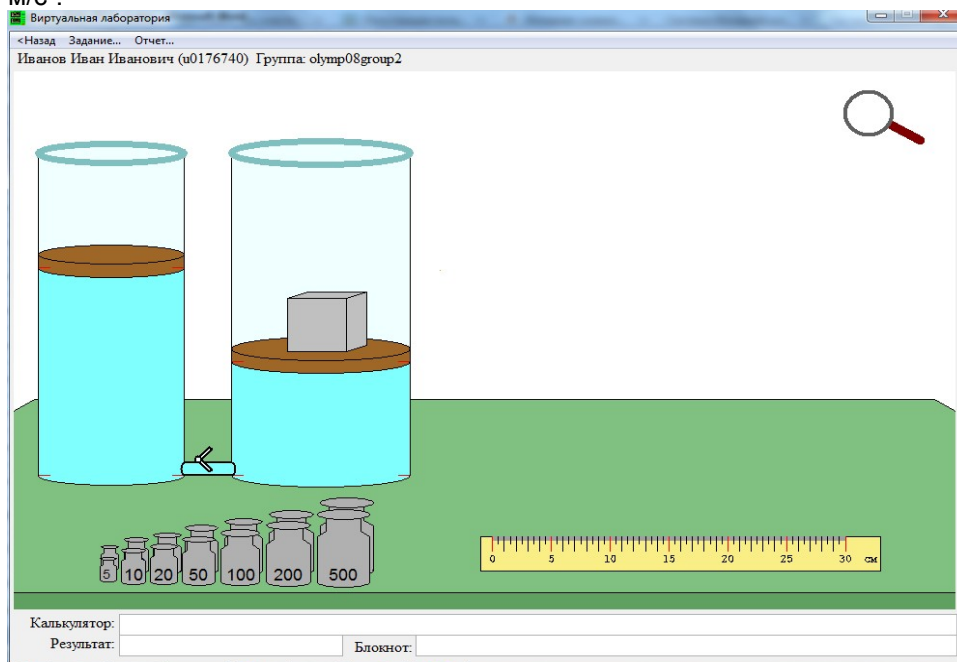 м/с².
Виртуальная лаборатория
<Назад Задание... Отчет...
Иванов Иван Иванович (u0176740) Группа: olymp08group2
5 10 20 50 100 200 500
0 5 10 15 20 25 30 см
Калькулятор:
Результат: Блокнот: